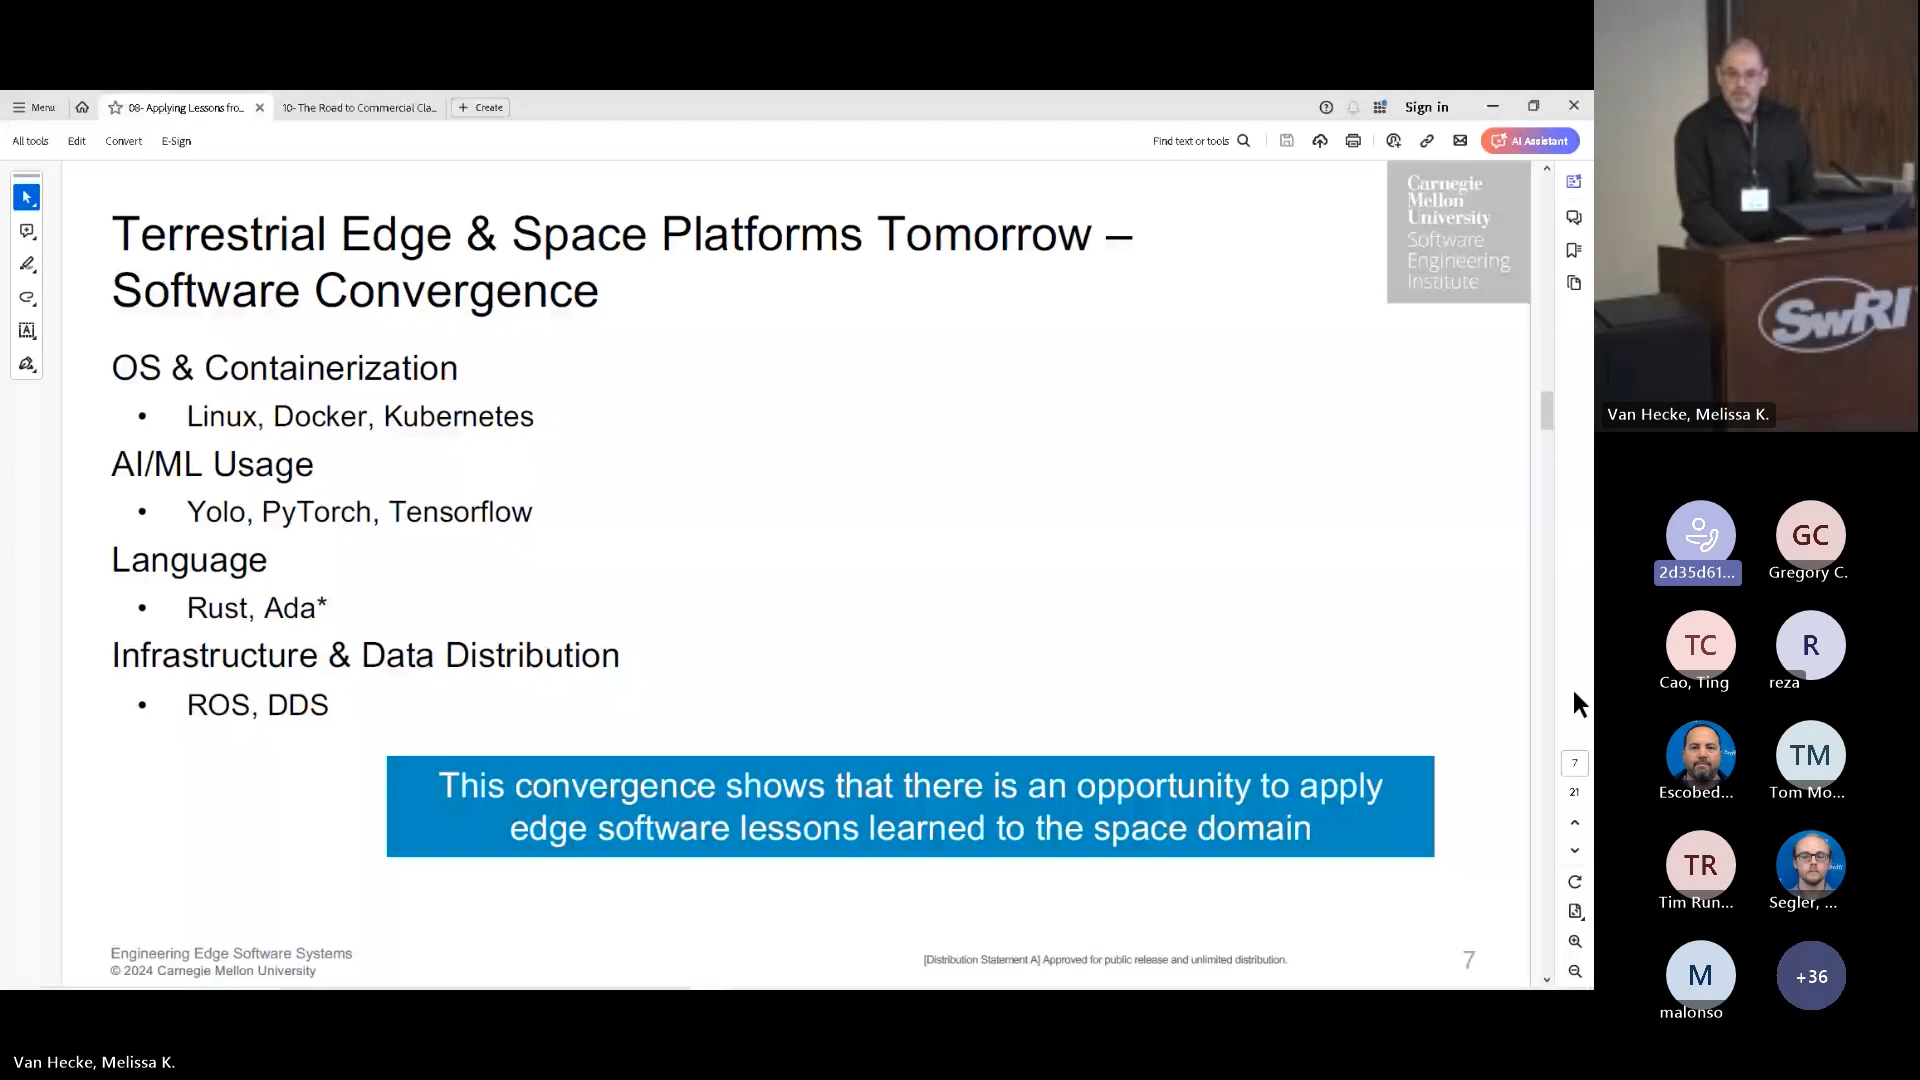 Menu
08- Applying Lessons fro...
10- The Road to Commercial Cla...
+ Create
Sign in
All tools
Edit
Convert
E-Sign
Find text or tools
AI Assistant
Carnegie
Mellon
University
Software
Engineering
Institute
Terrestrial Edge & Space Platforms Tomorrow –
Software Convergence
OS & Containerization
• Linux, Docker, Kubernetes
AI/ML Usage
• Yolo, PyTorch, Tensorflow
Language
• Rust, Ada*
Infrastructure & Data Distribution
• ROS, DDS
This convergence shows that there is an opportunity to apply
edge software lessons learned to the space domain
Engineering Edge Software Systems
© 2024 Carnegie Mellon University
[Distribution Statement A] Approved for public release and unlimited distribution.
7
7
21
SwRI
Van Hecke, Melissa K.
2d35d61...
GC
Gregory C.
TC
Cao, Ting
R
reza
Escobed...
TM
Tom Mo...
TR
Tim Run...
Segler, ...
M
malonso
+36
Van Hecke, Melissa K.